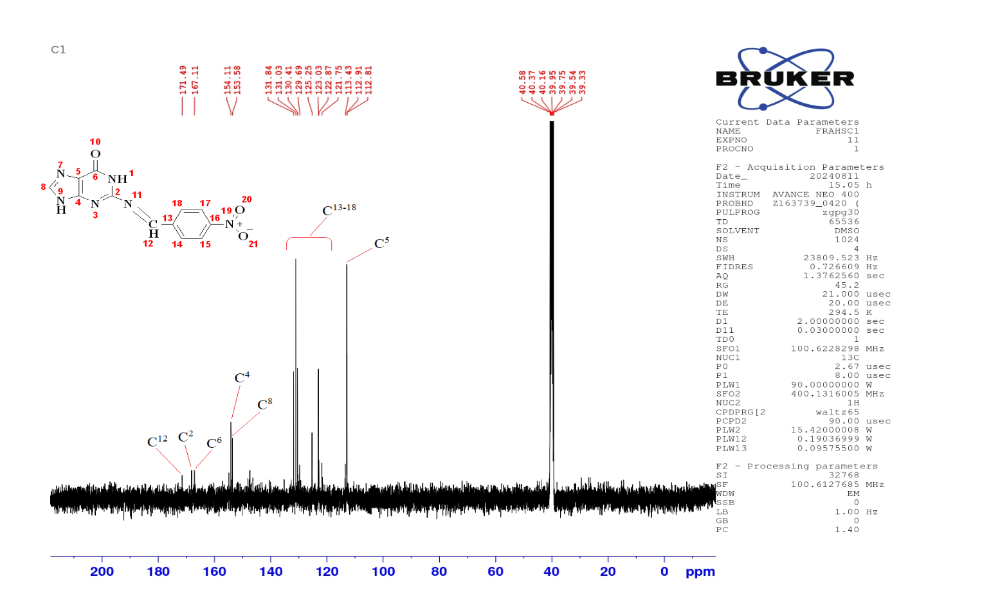 C1
171.49
167.11
154.11
153.58
131.84
131.03
130.41
129.69
125.25
123.03
122.87
121.75
113.43
112.91
112.81
40.58
40.37
40.16
39.95
39.75
39.54
39.33
BRUKER
Current Data Parameters
NAME FRAHSC1
EXPNO 11
PROCNO 1
F2 - Acquisition Parameters
Date_ 20240811
Time 15.05 h
INSTRUM AVANCE NEO 400
PROBHD Z163739_0420 (
PULPROG zgpg30
TD 65536
SOLVENT DMSO
NS 1024
DS 4
SWH 23809.523 Hz
FIDRES 0.726609 Hz
AQ 1.3762560 sec
RG 45.2
DW 21.000 usec
DE 20.00 usec
TE 294.5 K
D1 2.00000000 sec
D11 0.03000000 sec
TD0 1
SFO1 100.6228298 MHz
NUC1 13C
P0 2.67 usec
P1 8.00 usec
PLW1 90.00000000 W
SFO2 400.1316005 MHz
NUC2 1H
CPDPRG[2 waltz65
PCPD2 90.00 usec
PLW2 15.42000008 W
PLW12 0.19036999 W
PLW13 0.09575500 W
F2 - Processing parameters
SI 32768
SF 100.6127685 MHz
WDW EM
SSB 0
LB 1.00 Hz
GB 0
PC 1.40
10
O
7
N 5 6 NH 1
8 9 2 11 20
N 4 N N 18 17 19 O
H 3 13 16 N +
C O −
H 14 15 21
12
C13-18
C5
C4
C8
C12 C2 C6
200 180 160 140 120 100 80 60 40 20 0 ppm